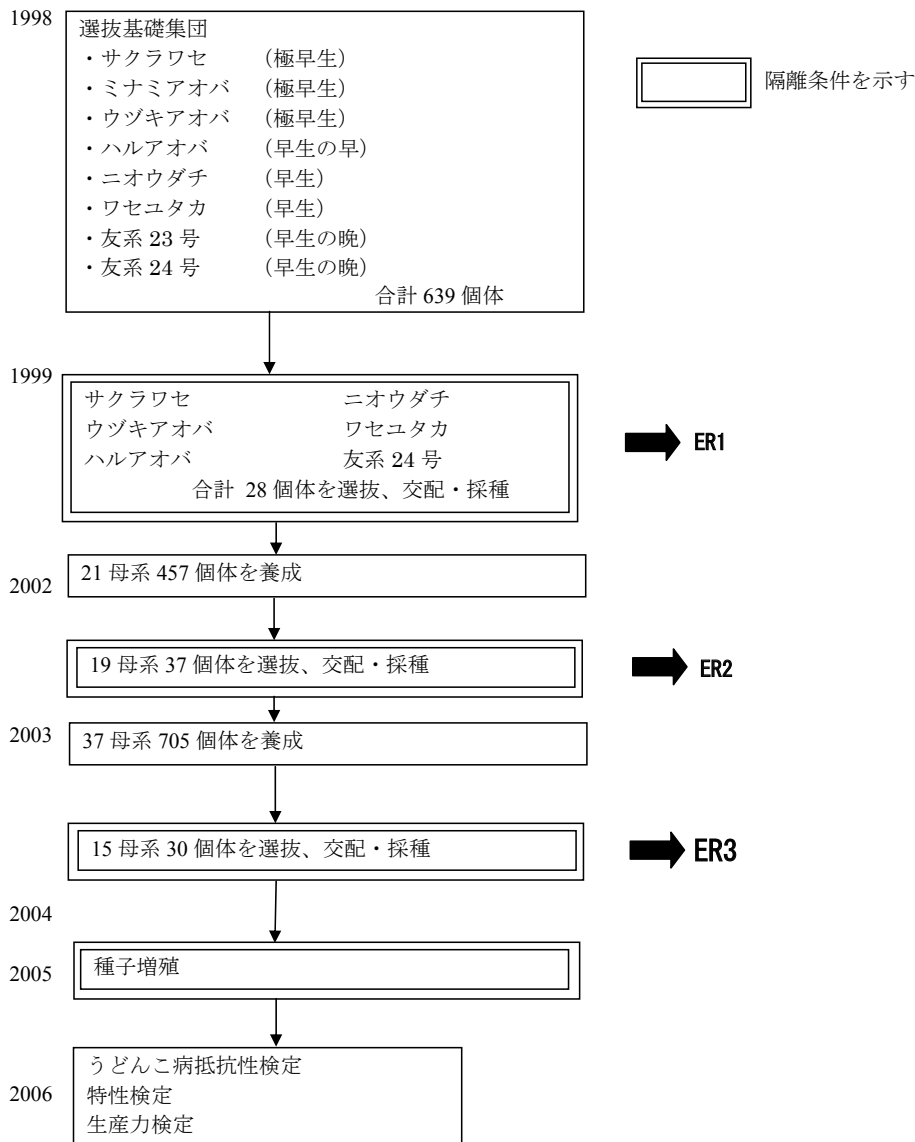 1998
選抜基礎集団
・サクラワセ (極早生)
・ミナミアオバ (極早生)
・ウヅキアオバ (極早生)
・ハルアオバ (早生の早)
・ニオウダチ (早生)
・ワセユタカ (早生)
・友系 23 号 (早生の晩)
・友系 24 号 (早生の晩)
合計 639 個体
隔離条件を示す
1999
サクラワセ ニオウダチ
ウヅキアオバ ワセユタカ
ハルアオバ 友系 24 号
合計 28 個体を選抜、交配・採種
ER1
2002
21 母系 457 個体を養成
19 母系 37 個体を選抜、交配・採種
ER2
2003
37 母系 705 個体を養成
15 母系 30 個体を選抜、交配・採種
ER3
2004
2005
種子増殖
2006
うどんこ病抵抗性検定
特性検定
生産力検定